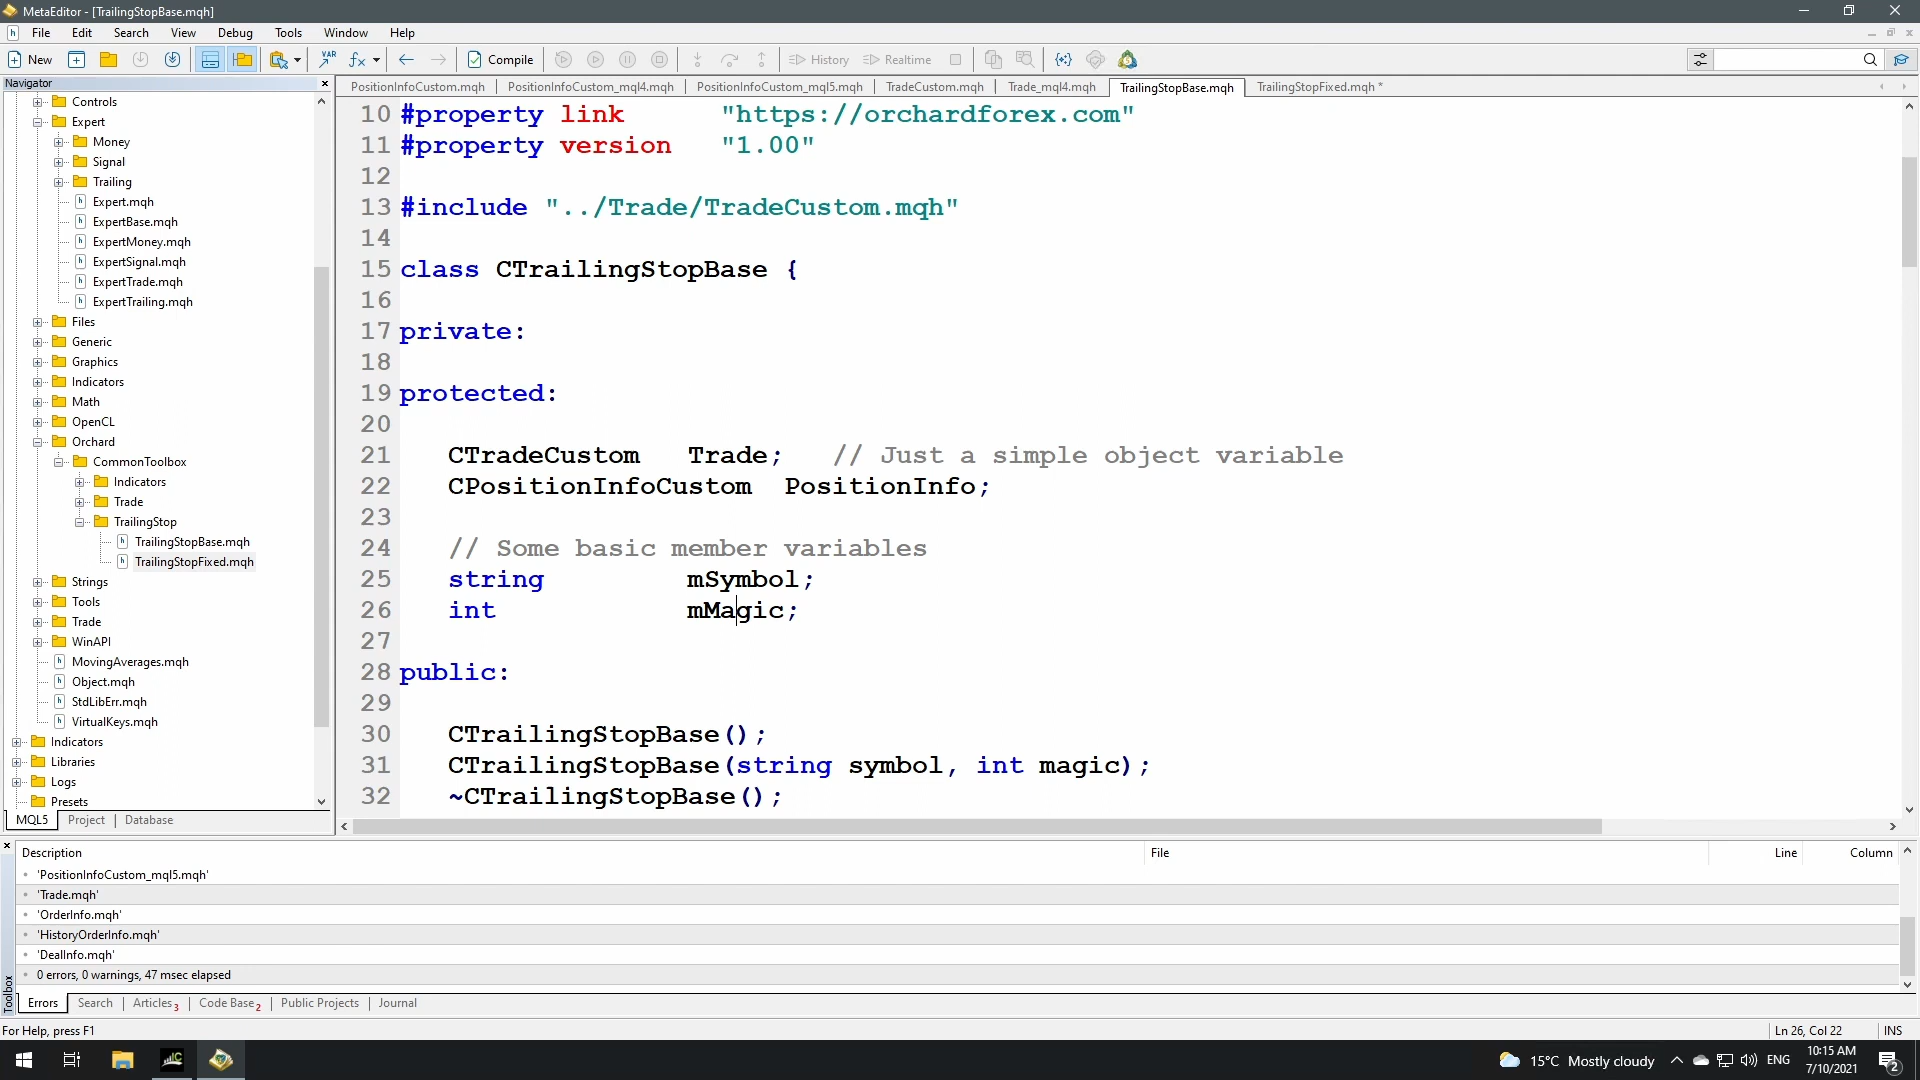 MetaEditor - [TrailingStopBase.mqh]
File Edit Search View Debug Tools Window Help
New VAR fx Compile History Realtime
Navigator
PositionInfoCustom.mqh PositionInfoCustom_mql4.mqh PositionInfoCustom_mql5.mqh TradeCustom.mqh Trade_mql4.mqh TrailingStopBase.mqh TrailingStopFixed.mqh *
Controls
Expert
Money
Signal
Trailing
Expert.mqh
ExpertBase.mqh
ExpertMoney.mqh
ExpertSignal.mqh
ExpertTrade.mqh
ExpertTrailing.mqh
Files
Generic
Graphics
Indicators
Math
OpenCL
Orchard
CommonToolbox
Indicators
Trade
TrailingStop
TrailingStopBase.mqh
TrailingStopFixed.mqh
Strings
Tools
Trade
WinAPI
MovingAverages.mqh
Object.mqh
StdLibErr.mqh
VirtualKeys.mqh
Indicators
Libraries
Logs
Presets
MQL5 Project Database
10 #property link "https://orchardforex.com"
11 #property version "1.00"
12
13 #include "../Trade/TradeCustom.mqh"
14
15 class CTrailingStopBase {
16
17 private:
18
19 protected:
20
21 CTradeCustom Trade; // Just a simple object variable
22 CPositionInfoCustom PositionInfo;
23
24 // Some basic member variables
25 string mSymbol;
26 int mMagic;
27
28 public:
29
30 CTrailingStopBase();
31 CTrailingStopBase(string symbol, int magic);
32 ~CTrailingStopBase();
Toolbox
Description File Line Column
'PositionInfoCustom_mql5.mqh'
'Trade.mqh'
'OrderInfo.mqh'
'HistoryOrderInfo.mqh'
'DealInfo.mqh'
0 errors, 0 warnings, 47 msec elapsed
Errors Search Articles 3 Code Base 2 Public Projects Journal
For Help, press F1 Ln 26, Col 22 INS
15°C Mostly cloudy ENG 10:15 AM
7/10/2021 2